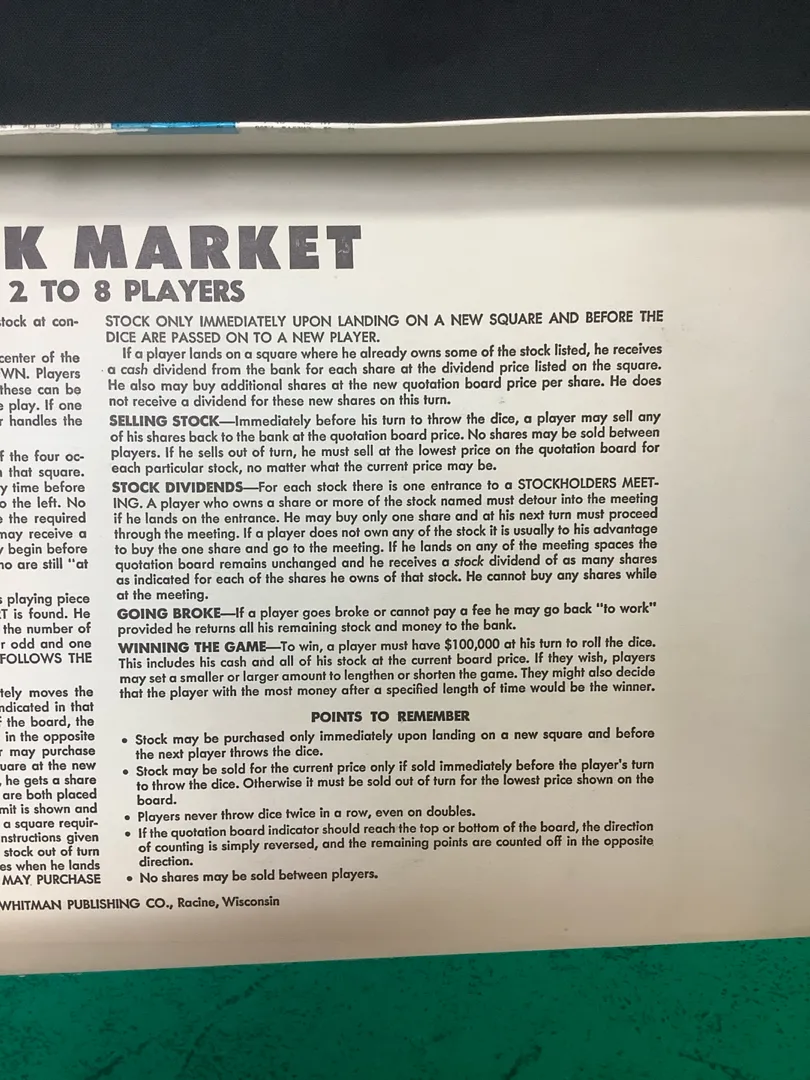 K MARKET
2 TO 8 PLAYERS
stock at con-
center of the
WN. Players
these can be
e play. If one
r handles the
f the four oc-
n that square.
y time before
o the left. No
e the required
may receive a
y begin before
ho are still "at
s playing piece
RT is found. He
the number of
r odd and one
FOLLOWS THE
tely moves the
ndicated in that
f the board, the
in the opposite
r may purchase
uare at the new
, he gets a share
are both placed
mit is shown and
a square requir-
nstructions given
stock out of turn
es when he lands
MAY PURCHASE
STOCK ONLY IMMEDIATELY UPON LANDING ON A NEW SQUARE AND BEFORE THE
DICE ARE PASSED ON TO A NEW PLAYER.
If a player lands on a square where he already owns some of the stock listed, he receives
a cash dividend from the bank for each share at the dividend price listed on the square.
He also may buy additional shares at the new quotation board price per share. He does
not receive a dividend for these new shares on this turn.
SELLING STOCK—Immediately before his turn to throw the dice, a player may sell any
of his shares back to the bank at the quotation board price. No shares may be sold between
players. If he sells out of turn, he must sell at the lowest price on the quotation board for
each particular stock, no matter what the current price may be.
STOCK DIVIDENDS—For each stock there is one entrance to a STOCKHOLDERS MEET-
ING. A player who owns a share or more of the stock named must detour into the meeting
if he lands on the entrance. He may buy only one share and at his next turn must proceed
through the meeting. If a player does not own any of the stock it is usually to his advantage
to buy the one share and go to the meeting. If he lands on any of the meeting spaces the
quotation board remains unchanged and he receives a stock dividend of as many shares
as indicated for each of the shares he owns of that stock. He cannot buy any shares while
at the meeting.
GOING BROKE—If a player goes broke or cannot pay a fee he may go back "to work"
provided he returns all his remaining stock and money to the bank.
WINNING THE GAME—To win, a player must have $100,000 at his turn to roll the dice.
This includes his cash and all of his stock at the current board price. If they wish, players
may set a smaller or larger amount to lengthen or shorten the game. They might also decide
that the player with the most money after a specified length of time would be the winner.
POINTS TO REMEMBER
• Stock may be purchased only immediately upon landing on a new square and before
the next player throws the dice.
• Stock may be sold for the current price only if sold immediately before the player's turn
to throw the dice. Otherwise it must be sold out of turn for the lowest price shown on the
board.
• Players never throw dice twice in a row, even on doubles.
• If the quotation board indicator should reach the top or bottom of the board, the direction
of counting is simply reversed, and the remaining points are counted off in the opposite
direction.
• No shares may be sold between players.
WHITMAN PUBLISHING CO., Racine, Wisconsin